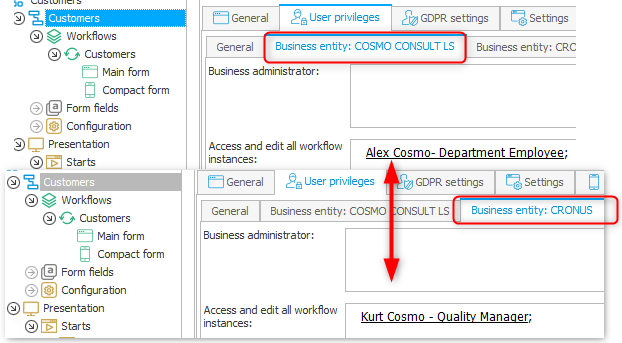 Customers
Customers
Workflows
Customers
Main form
Compact form
Form fields
Configuration
Presentation
Starts
General
User privileges
GDPR settings
Settings
General
Business entity: COSMO CONSULT LS
Business entity: CRO
Business administrator:
Access and edit all workflow
instances:
Alex Cosmo- Department Employee;
Customers
Workflows
Customers
Main form
Compact form
Form fields
Configuration
Presentation
Starts
General
User privileges
GDPR settings
Settings
General
Business entity: COSMO CONSULT LS
Business entity: CRONUS
Business administrator:
Access and edit all workflow
instances:
Kurt Cosmo - Quality Manager;